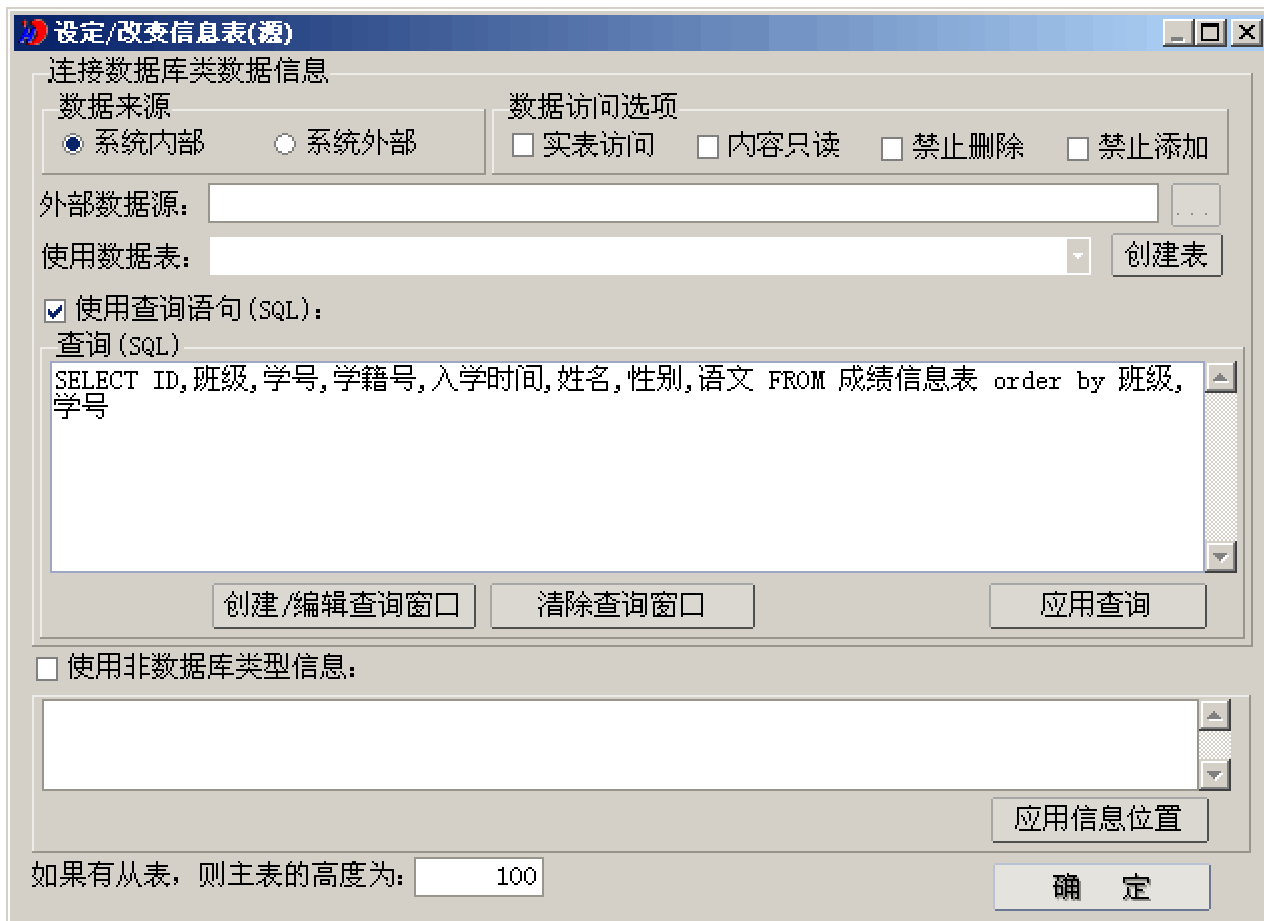 设定/改变信息表(源)
连接数据库类数据信息
数据来源
数据访问选项
系统内部
系统外部
实表访问
内容只读
禁止删除
禁止添加
外部数据源:
...
使用数据表:
创建表
使用查询语句(SQL):
查询(SQL)
SELECT ID,班级,学号,学籍号,入学时间,姓名,性别,语文 FROM 成绩信息表 order by 班级,
学号
创建/编辑查询窗口
清除查询窗口
应用查询
使用非数据库类型信息:
应用信息位置
如果有从表，则主表的高度为:
100
确 定